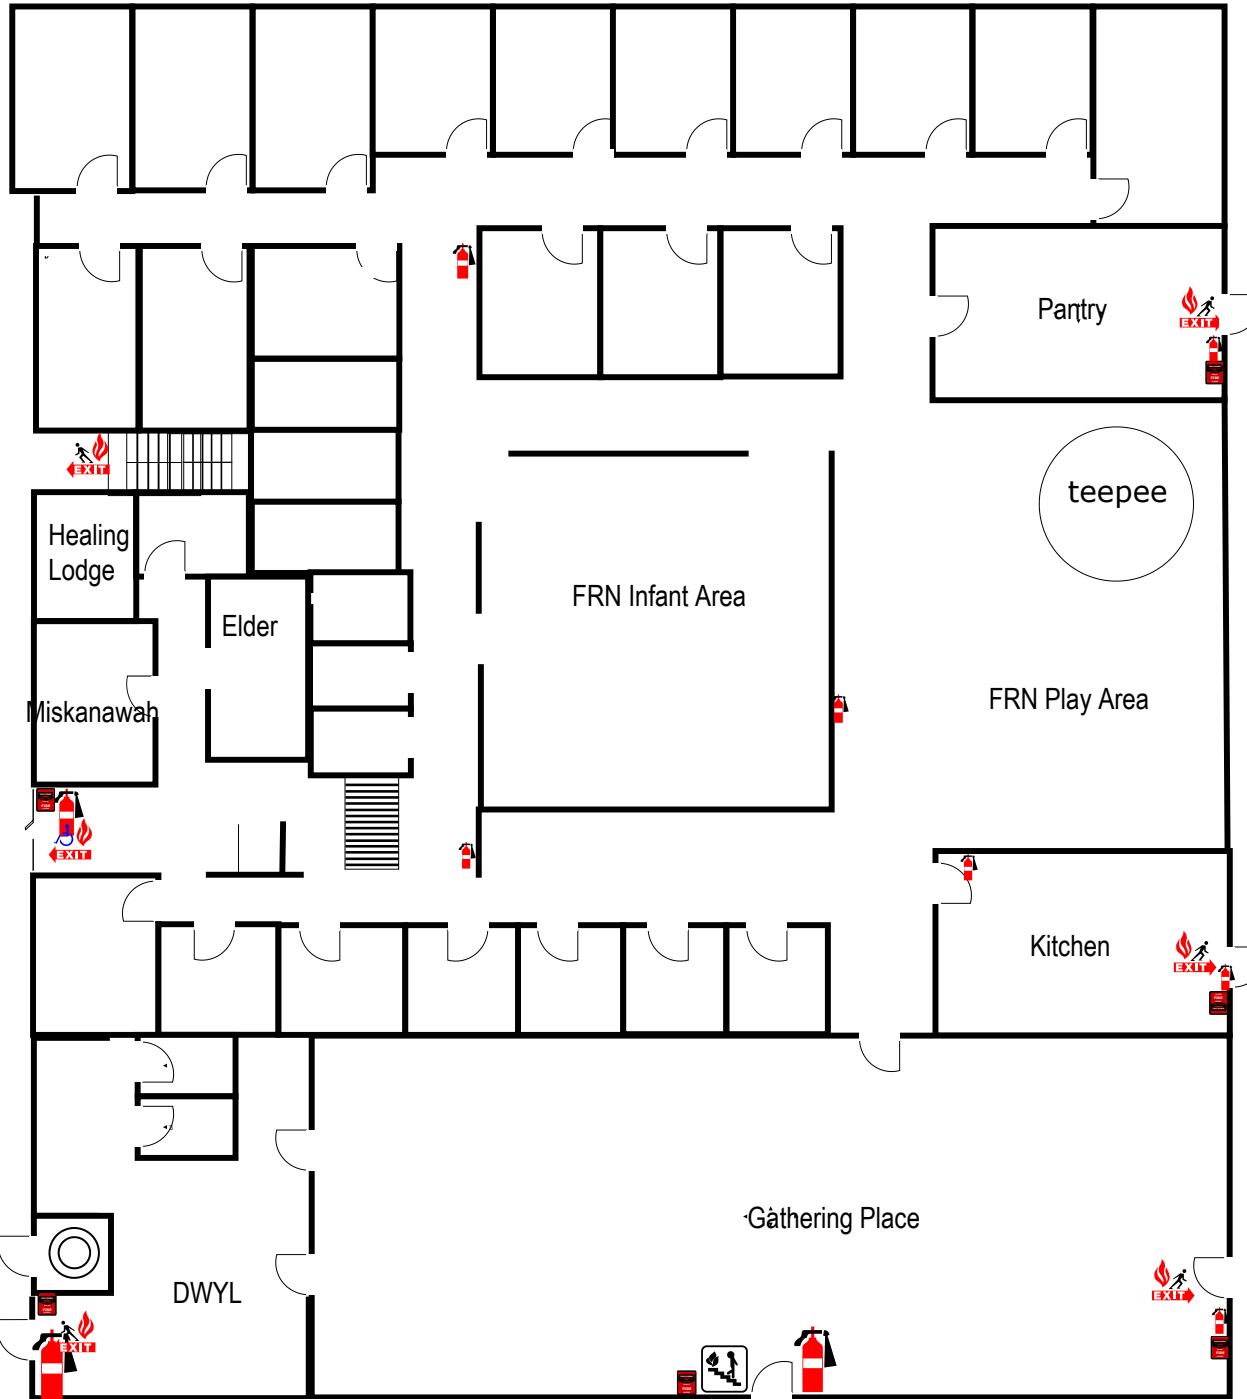 Pantry
EXIT
EXIT
teepee
Healing
Lodge
FRN Infant Area
Elder
FRN Play Area
Miskanawah
EXIT
Kitchen
EXIT
Gathering Place
DWYL
EXIT
EXIT